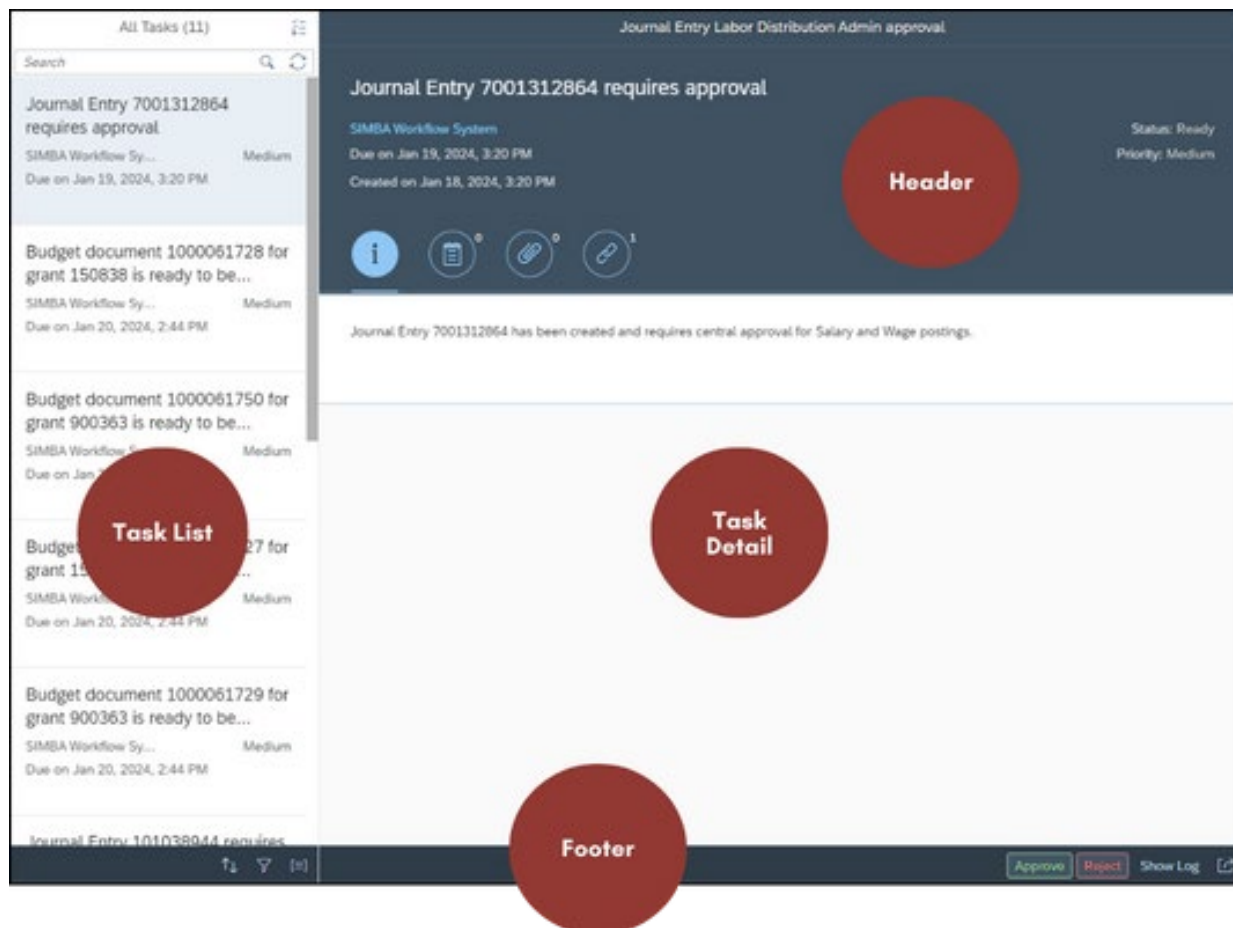 All Tasks (11)
Search
Journal Entry 7001312864
requires approval
SIMBA Workflow Sy... Medium
Due on Jan 19, 2024, 3:20 PM
Budget document 1000061728 for
grant 150838 is ready to be...
SIMBA Workflow Sy... Medium
Due on Jan 20, 2024, 2:44 PM
Budget document 1000061750 for
grant 900363 is ready to be...
SIMBA Workflow Medium
Due on Jan
Task List
27 for
grant
SIMBA Medium
Due on Jan 20, 2024, 2:44 PM
Budget document 1000061729 for
grant 900363 is ready to be...
SIMBA Workflow Sy... Medium
Due on Jan 20, 2024, 2:44 PM
Journal Entry 101038944 requires
Journal Entry Labor Distribution Admin approval
Journal Entry 7001312864 requires approval
SIMBA Workflow System
Due on Jan 19, 2024, 3:20 PM
Created on Jan 18, 2024, 3:20 PM
Status: Ready
Priority: Medium
Header
i
0
0
1
Journal Entry 7001312864 has been created and requires central approval for Salary and Wage postings.
Task
Detail
Footer
Approve Reject Show Log